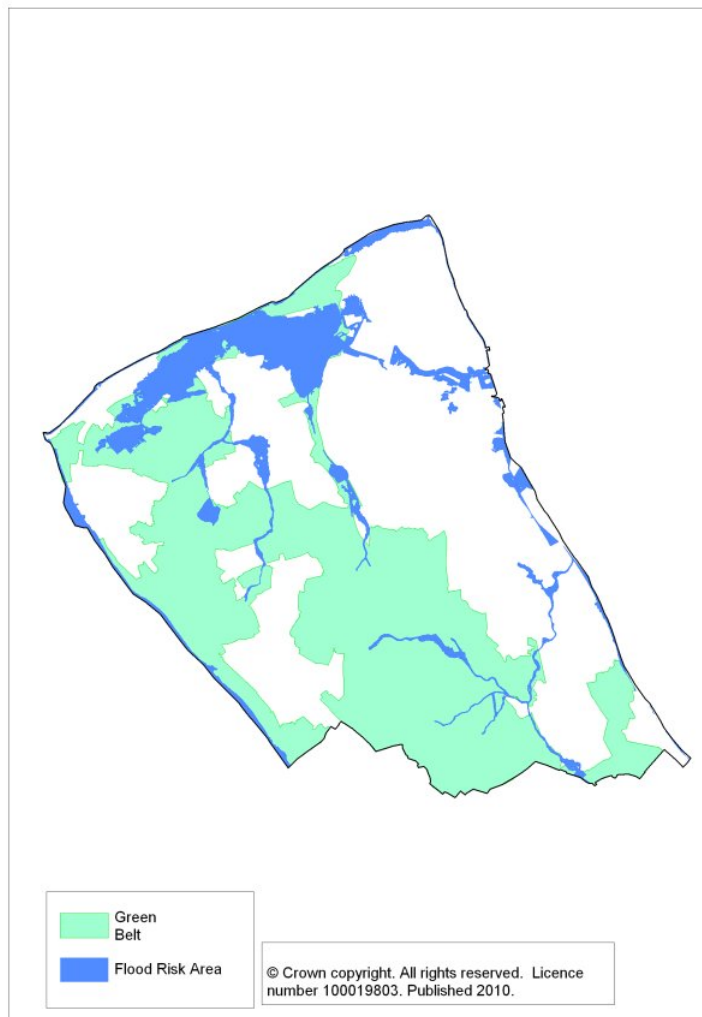 Green
Belt
Flood Risk Area
© Crown copyright. All rights reserved. Licence
number 100019803. Published 2010.